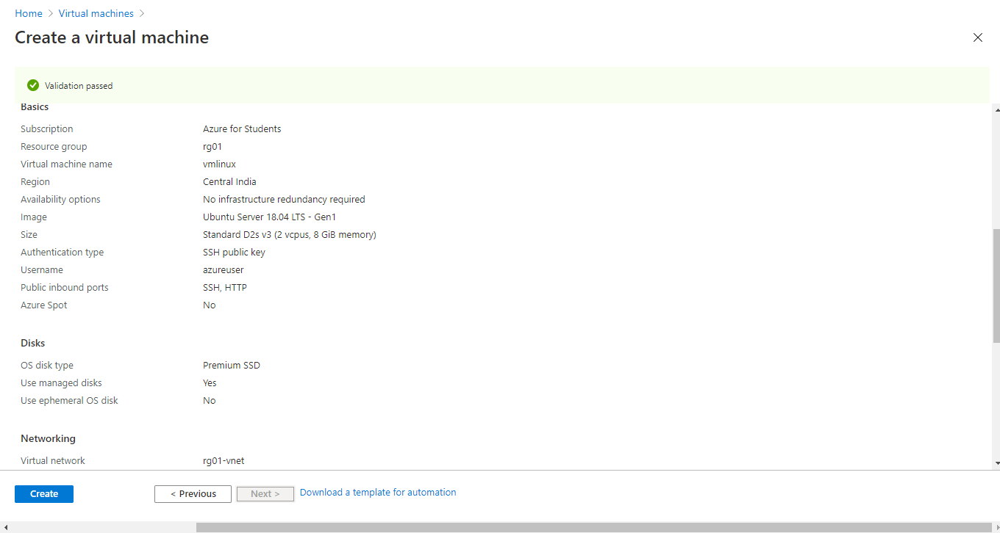 Home > Virtual machines >
Create a virtual machine
Validation passed
Basics
Subscription Azure for Students
Resource group rg01
Virtual machine name vmlinux
Region Central India
Availability options No infrastructure redundancy required
Image Ubuntu Server 18.04 LTS - Gen1
Size Standard D2s v3 (2 vcpus, 8 GiB memory)
Authentication type SSH public key
Username azureuser
Public inbound ports SSH, HTTP
Azure Spot No
Disks
OS disk type Premium SSD
Use managed disks Yes
Use ephemeral OS disk No
Networking
Virtual network rg01-vnet
Create < Previous Next > Download a template for automation